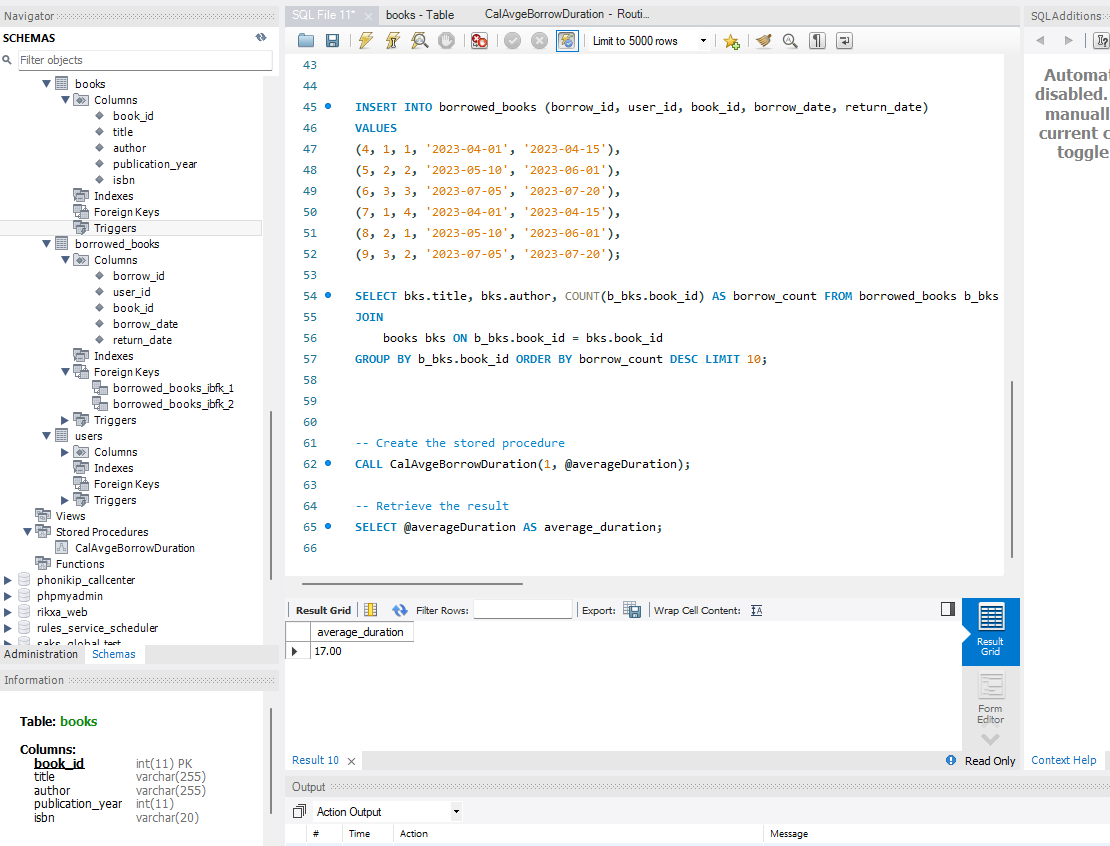 Navigator
SCHEMAS
Filter objects
books
Columns
book_id
title
author
publication_year
isbn
Indexes
Foreign Keys
Triggers
borrowed_books
Columns
borrow_id
user_id
book_id
borrow_date
return_date
Indexes
Foreign Keys
borrowed_books_ibfk_1
borrowed_books_ibfk_2
Triggers
users
Columns
Indexes
Foreign Keys
Triggers
Views
Stored Procedures
CalAvgeBorrowDuration
Functions
phonikip_callcenter
phpmyadmin
rikxa_web
rules_service_scheduler
saks_global_test
Administration Schemas
Information
Table: books
Columns:
book_id int(11) PK
title varchar(255)
author varchar(255)
publication_year int(11)
isbn varchar(20)
SQL File 11* books - Table CalAvgeBorrowDuration - Routi...
Limit to 5000 rows
43
44
45 INSERT INTO borrowed_books (borrow_id, user_id, book_id, borrow_date, return_date)
46 VALUES
47 (4, 1, 1, '2023-04-01', '2023-04-15'),
48 (5, 2, 2, '2023-05-10', '2023-06-01'),
49 (6, 3, 3, '2023-07-05', '2023-07-20'),
50 (7, 1, 4, '2023-04-01', '2023-04-15'),
51 (8, 2, 1, '2023-05-10', '2023-06-01'),
52 (9, 3, 2, '2023-07-05', '2023-07-20');
53
54 SELECT bks.title, bks.author, COUNT(b_bks.book_id) AS borrow_count FROM borrowed_books b_bks
55 JOIN
56 books bks ON b_bks.book_id = bks.book_id
57 GROUP BY b_bks.book_id ORDER BY borrow_count DESC LIMIT 10;
58
59
60
61 -- Create the stored procedure
62 CALL CalAvgeBorrowDuration(1, @averageDuration);
63
64 -- Retrieve the result
65 SELECT @averageDuration AS average_duration;
66
Result Grid Filter Rows: Export: Wrap Cell Content:
average_duration
17.00
Result Grid
Form Editor
Result 10
Read Only
Output
Action Output
# Time Action Message
SQLAdditions
Automat
disabled.
manuall
current c
toggle
Context Help